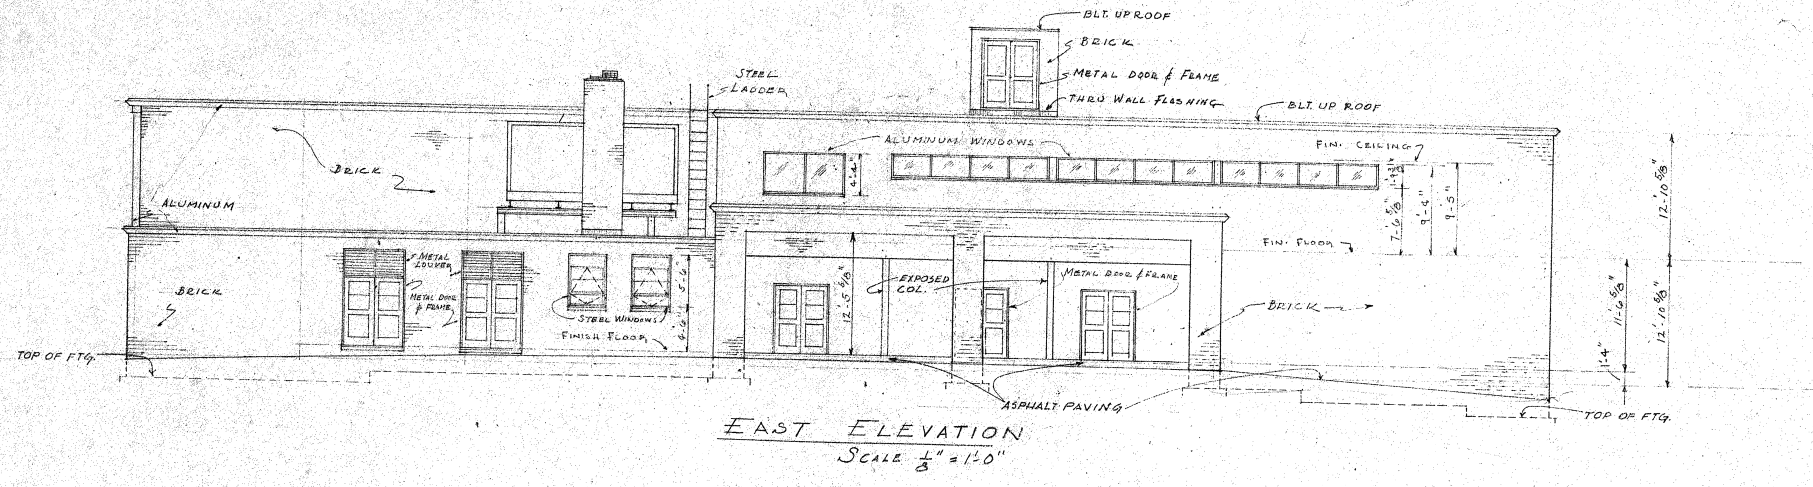 BLT. UP ROOF
BRICK
METAL DOOR & FRAME
THRU WALL FLASHING
BLT. UP ROOF
STEEL
LADDER
ALUMINUM WINDOWS
FIN. CEILING
4'-4"
BRICK
ALUMINUM
7'-6 5/8"
9'-4"
9'-5"
12'-10 5/8"
FIN. FLOOR
METAL
LOUVER
BRICK
METAL DOOR
& FRAME
5'-6"
STEEL WINDOWS
FINISH FLOOR
12'-5 5/8"
EXPOSED
COL.
METAL DOOR & FRAME
BRICK
11'-6 5/8"
12'-10 5/8"
1'-4"
TOP OF FTG.
ASPHALT PAVING
TOP OF FTG.
EAST ELEVATION
SCALE 1/8" = 1'-0"